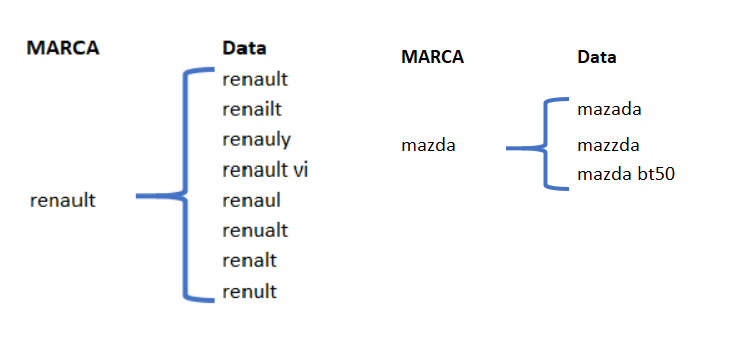 MARCA Data
renault
renailt
renauly
renault vi
renault renaul
renualt
renalt
renult
MARCA Data
mazada
mazda mazzda
mazda bt50